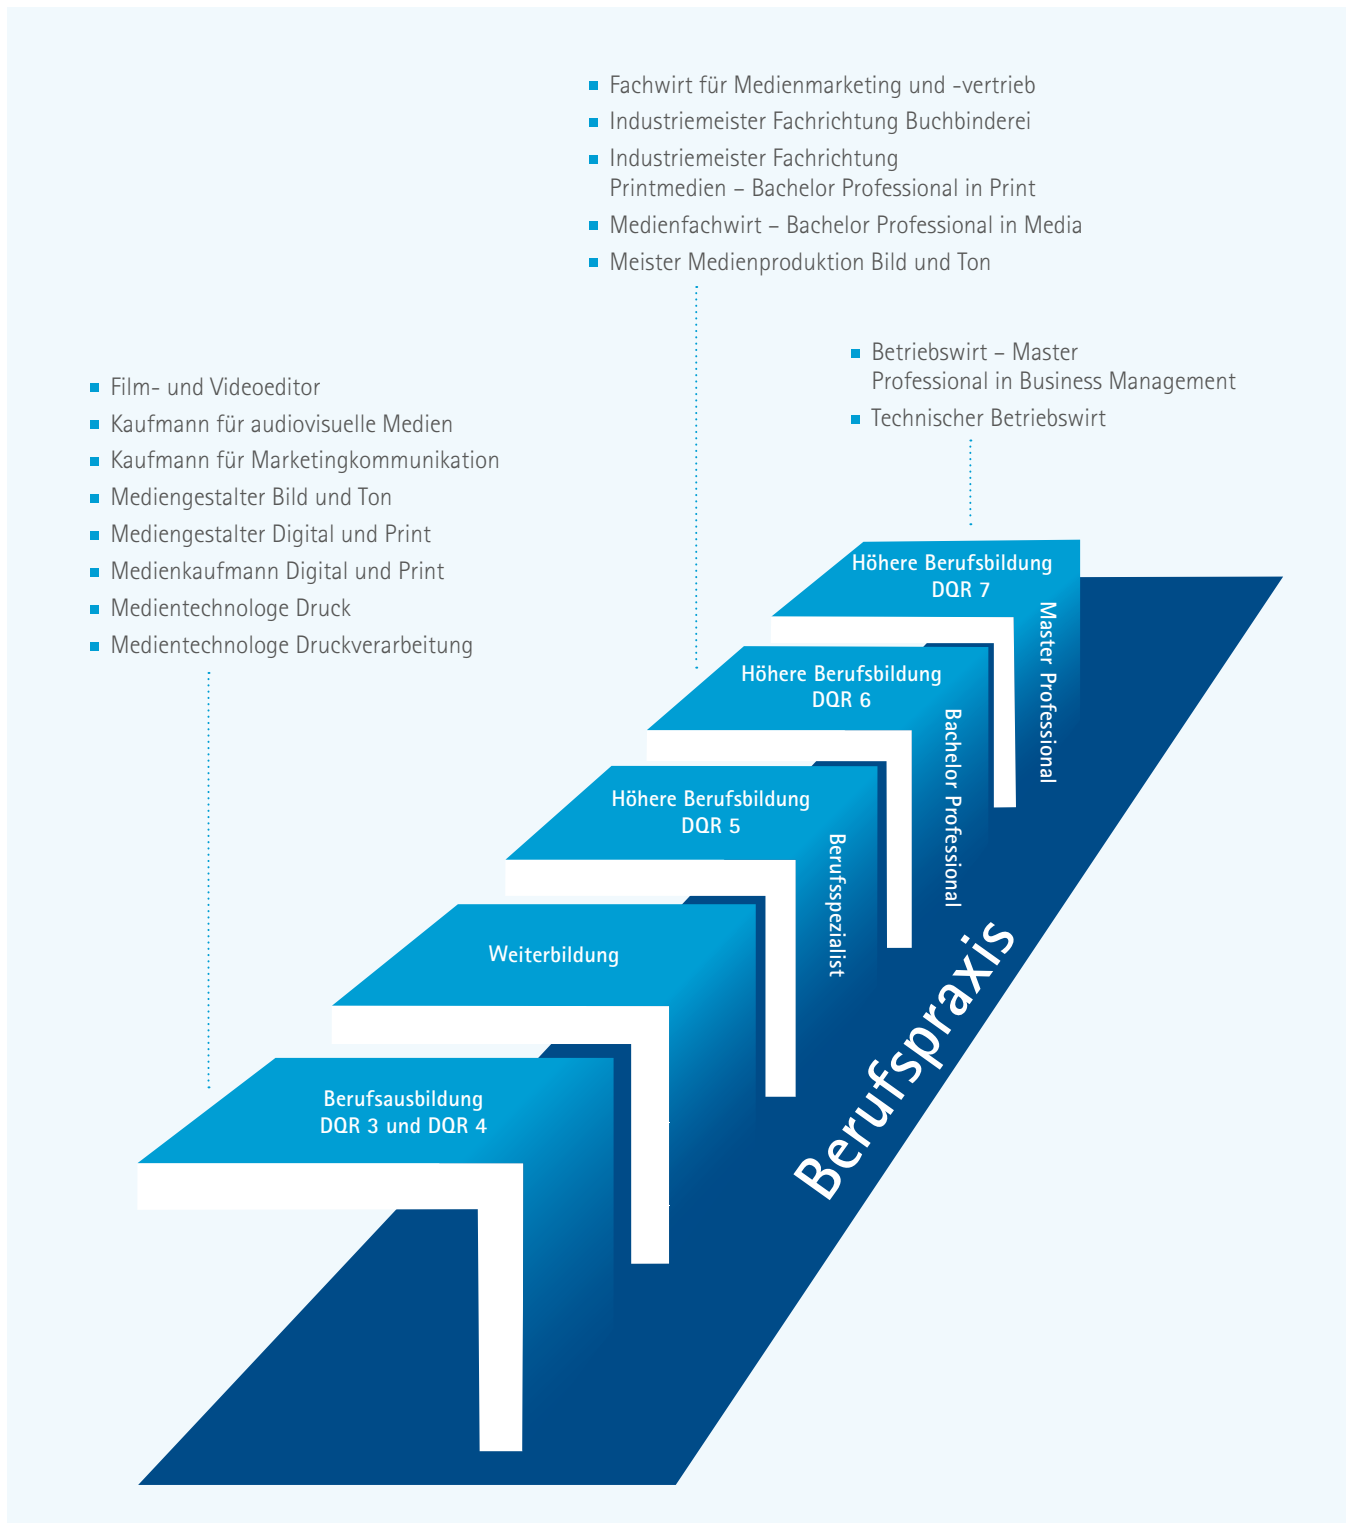 Fachwirt für Medienmarketing und -vertrieb
Industriemeister Fachrichtung Buchbinderei
Industriemeister Fachrichtung
Printmedien – Bachelor Professional in Print
Medienfachwirt – Bachelor Professional in Media
Meister Medienproduktion Bild und Ton
Betriebswirt – Master
Professional in Business Management
Technischer Betriebswirt
Film- und Videoeditor
Kaufmann für audiovisuelle Medien
Kaufmann für Marketingkommunikation
Mediengestalter Bild und Ton
Mediengestalter Digital und Print
Medienkaufmann Digital und Print
Medientechnologe Druck
Medientechnologe Druckverarbeitung
Höhere Berufsbildung
DQR 7
Master Professional
Höhere Berufsbildung
DQR 6
Bachelor Professional
Höhere Berufsbildung
DQR 5
Berufsspezialist
Weiterbildung
Berufsausbildung
DQR 3 und DQR 4
Berufspraxis